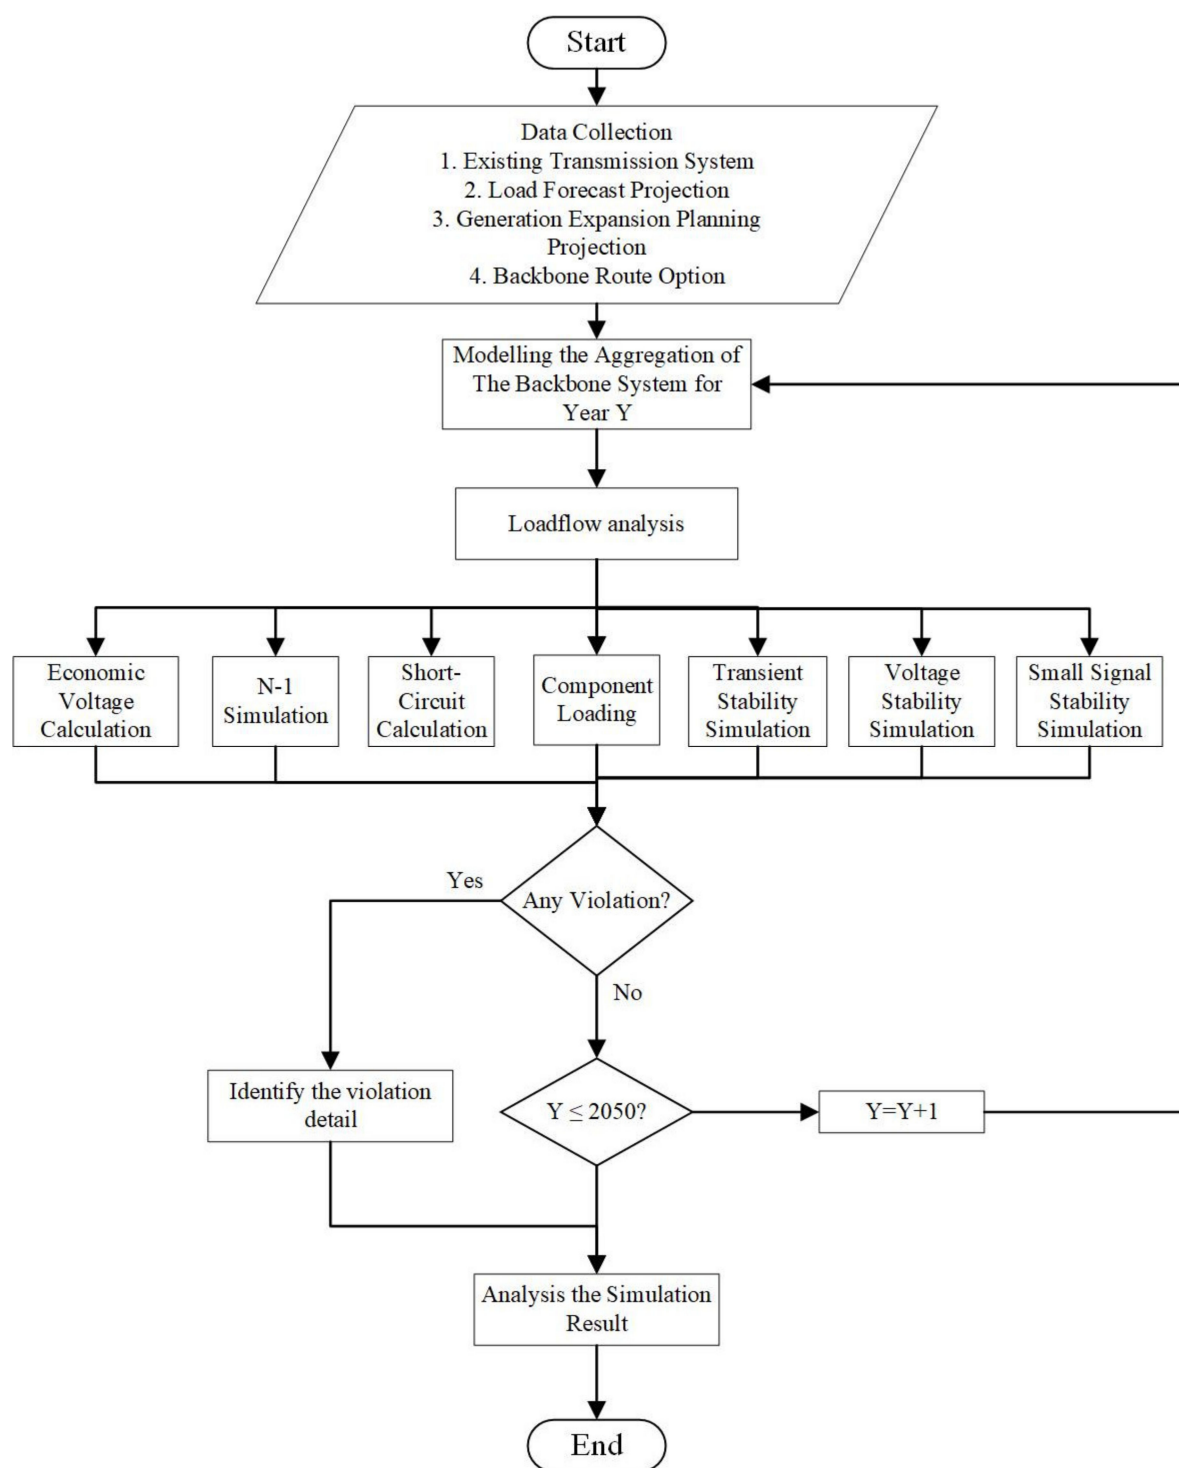 Start
Data Collection
1. Existing Transmission System
2. Load Forecast Projection
3. Generation Expansion Planning
Projection
4. Backbone Route Option
Modelling the Aggregation of
The Backbone System for
Year Y
Loadflow analysis
Economic
Voltage
Calculation
N-1
Simulation
Short-
Circuit
Calculation
Component
Loading
Transient
Stability
Simulation
Voltage
Stability
Simulation
Small Signal
Stability
Simulation
Any Violation?
Yes
No
Identify the violation
detail
Y ≤ 2050?
Y=Y+1
Analysis the Simulation
Result
End